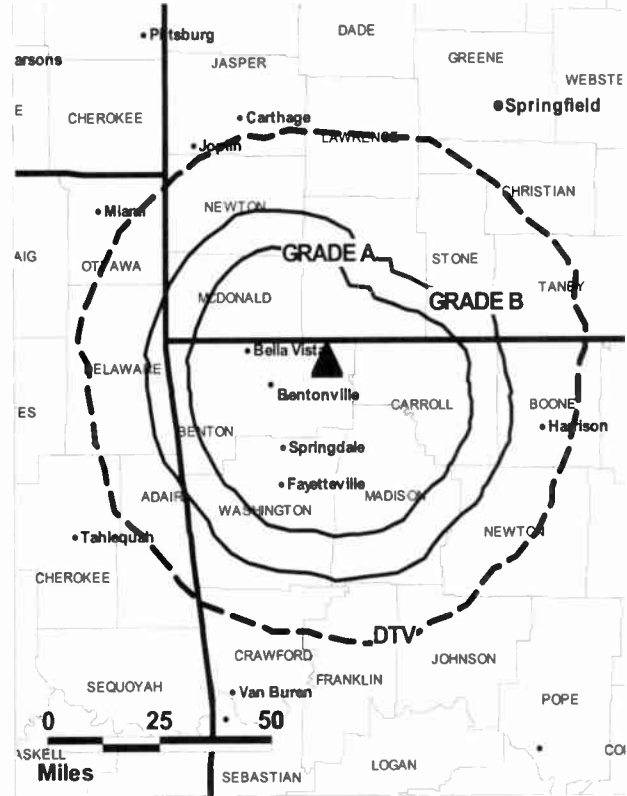 Pittsburg
DADE
GREENE
arsons
JASPER
WEBSTE
Springfield
E
CHEROKEE
Carthage
LAWRENCE
Joplin
CHRISTIAN
Miami
NEWTON
AIG
OTTAWA
GRADE A
STONE
TANEY
MCDONALD
GRADE B
Bella Vista
DELAWARE
Bentonville
CARROLL
BOONE
ES
Harrison
BENTON
Springdale
Fayetteville
ADAIR
MADISON
WASHINGTON
NEWTON
Tahlequah
CHEROKEE
DTV
CRAWFORD
JOHNSON
FRANKLIN
SEQUOYAH
Van Buren
POPE
0 25 50
ASKELL
Miles
LOGAN
CO
SEBASTIAN